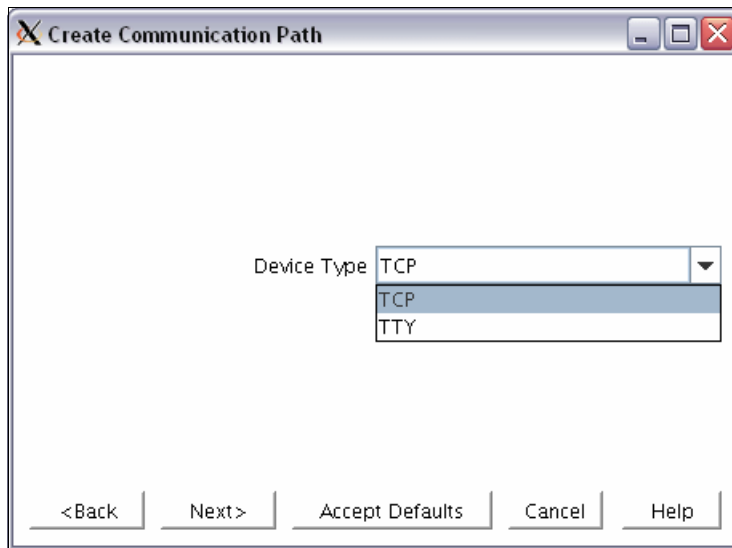 Create Communication Path
Device Type TCP
TCP
TTY
<Back Next> Accept Defaults Cancel Help